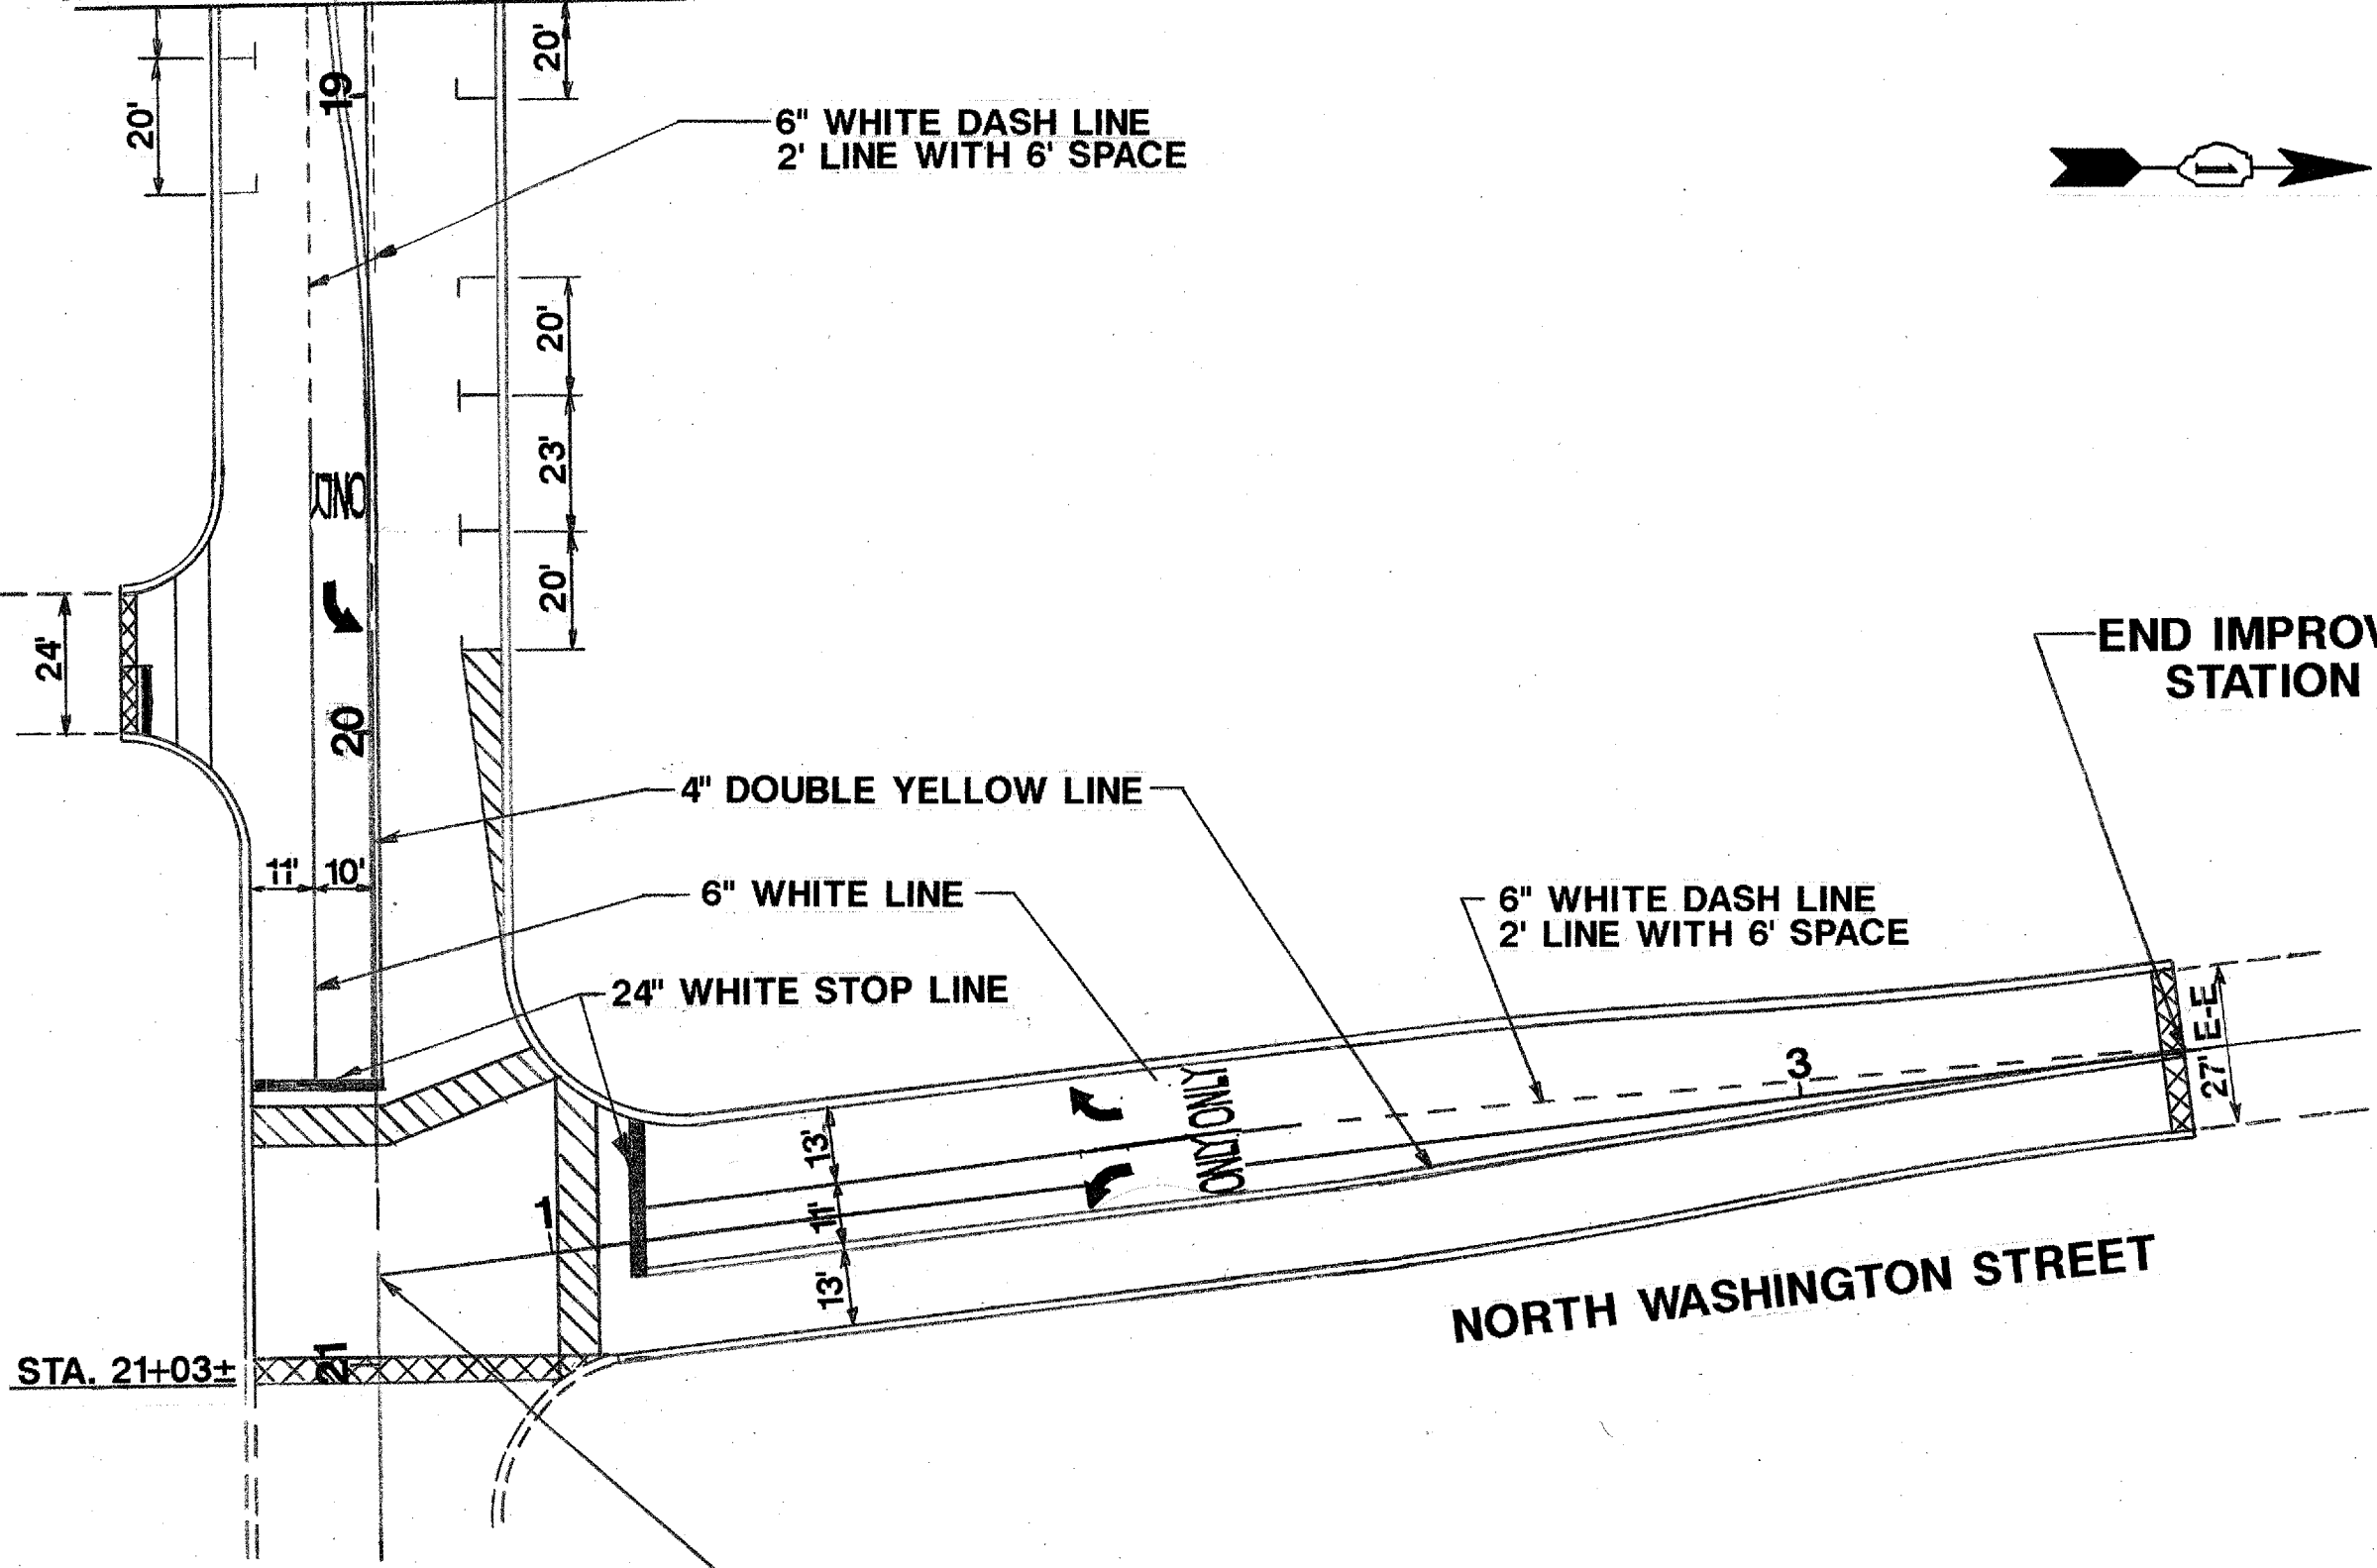 20'
20'
19
6" WHITE DASH LINE
2' LINE WITH 6' SPACE
20'
23'
ONLY
20'
24'
END IMPROV
STATION
20
4" DOUBLE YELLOW LINE
11'
10'
6" WHITE LINE
6" WHITE DASH LINE
2' LINE WITH 6' SPACE
24" WHITE STOP LINE
27' E-E
3
ONLY
ONLY
13'
11'
13'
1
NORTH WASHINGTON STREET
21
STA. 21+03±